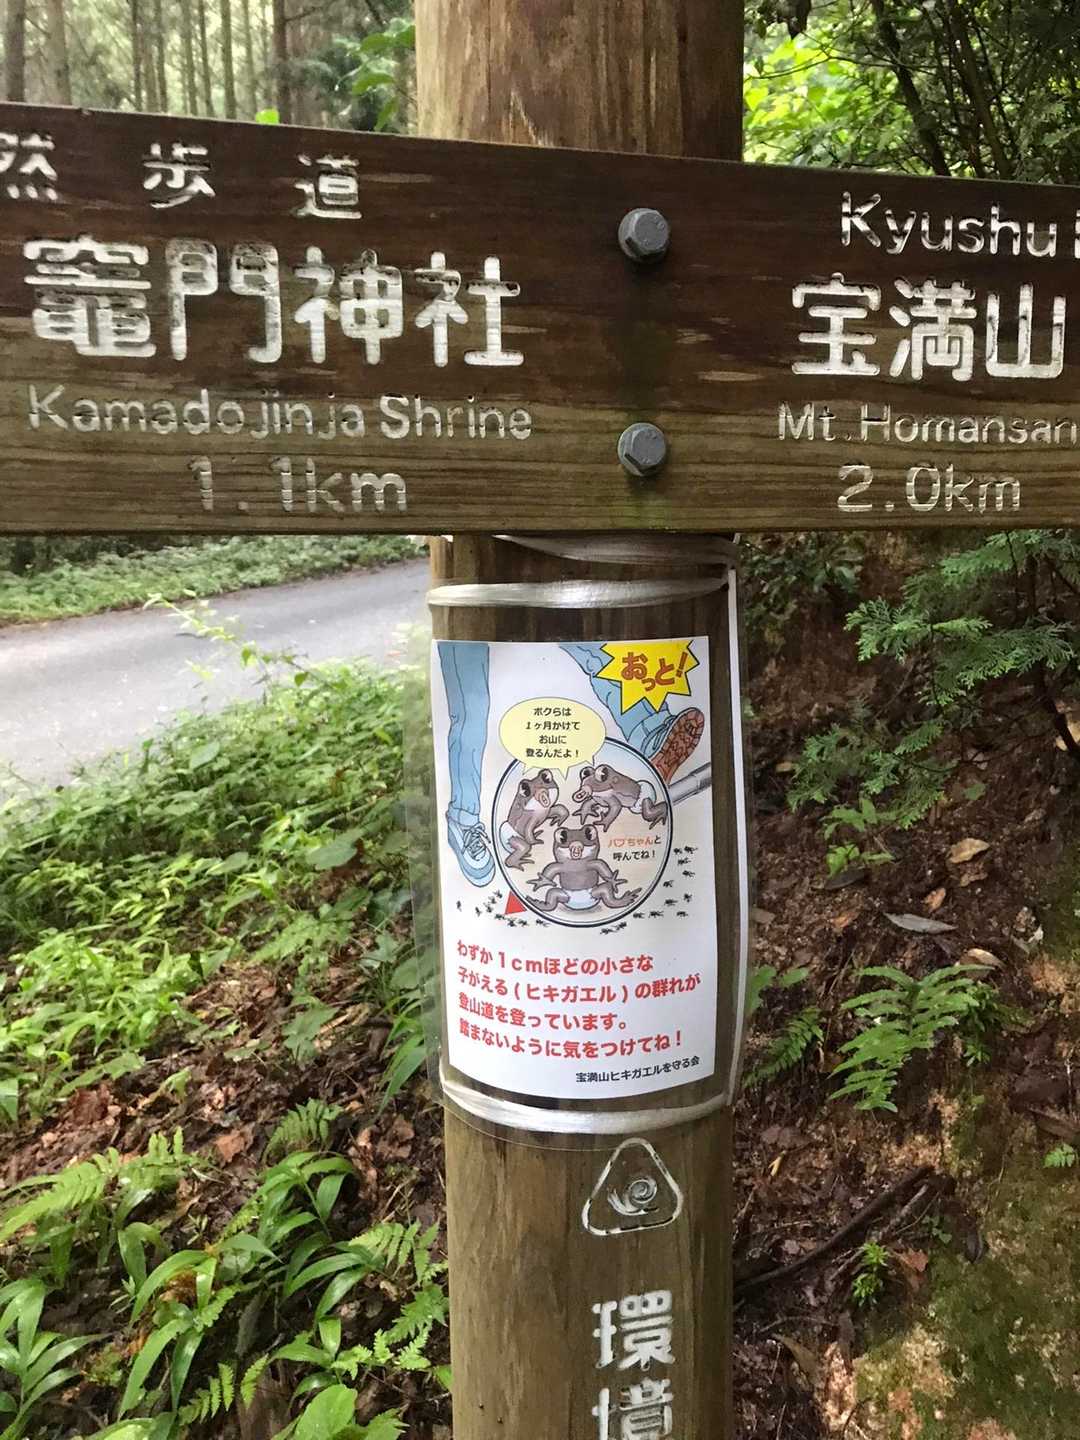 然歩道
竈門神社
Kamadojinja Shrine
1.1km
Kyushu
宝満山
Mt. Homansan
2.0km
おっと!
ボクらは
1ヶ月かけて
お山に
登るんだよ!
パプちゃんと
呼んでね!
わずか1cmほどの小さな
子がえる(ヒキガエル)の群れが
登山道を登っています。
踏まないように気をつけてね!
宝満山ヒキガエルを守る会
環境